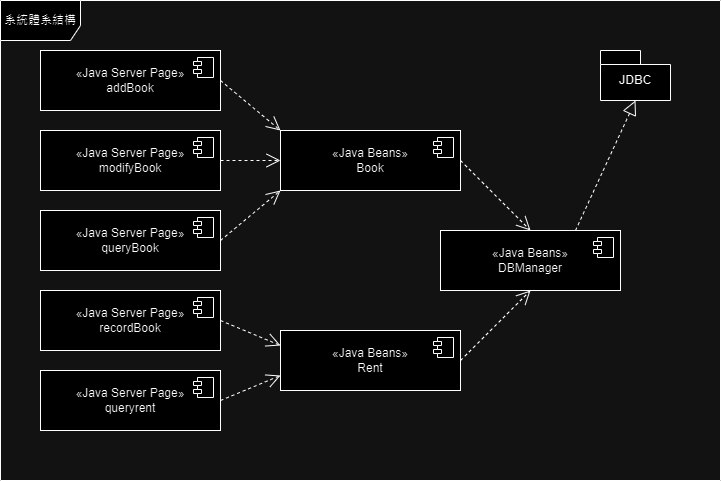 系統體系結構
«Java Server Page»
addBook
JDBC
«Java Server Page»
modifyBook
«Java Beans»
Book
«Java Server Page»
queryBook
«Java Beans»
DBManager
«Java Server Page»
recordBook
«Java Beans»
Rent
«Java Server Page»
queryrent